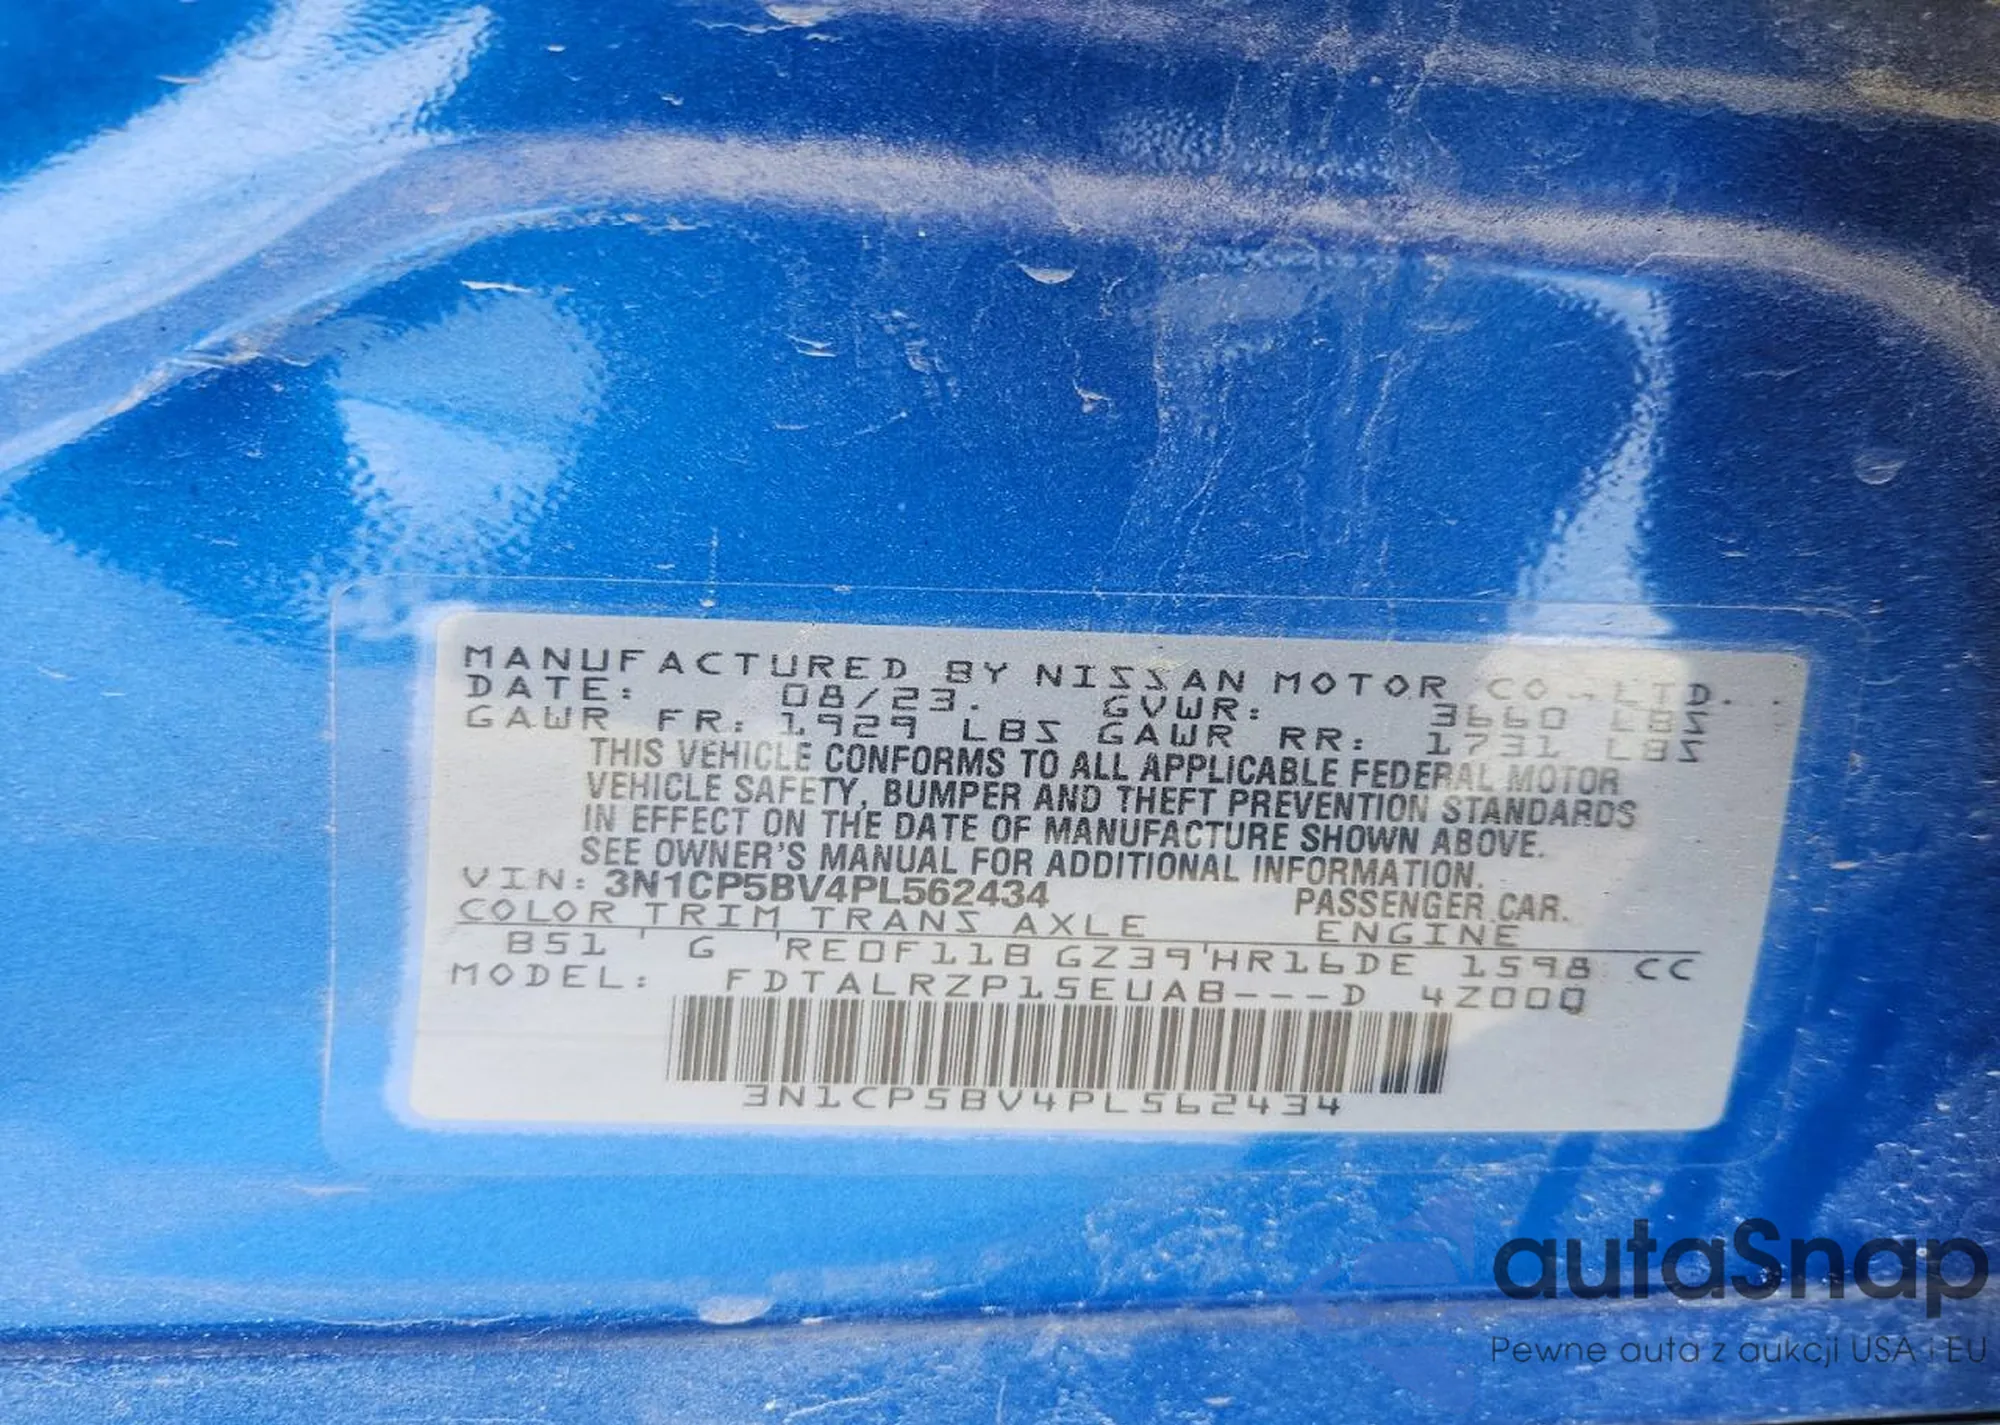 MANUFACTURED BY NISSAN MOTOR CO., LTD.
DATE: 08/23. GVWR: 3660 LBS
GAWR FR: 1929 LBS GAWR RR: 1731 LBS
THIS VEHICLE CONFORMS TO ALL APPLICABLE FEDERAL MOTOR
VEHICLE SAFETY, BUMPER AND THEFT PREVENTION STANDARDS
IN EFFECT ON THE DATE OF MANUFACTURE SHOWN ABOVE.
SEE OWNER'S MANUAL FOR ADDITIONAL INFORMATION.
VIN: 3N1CP5BV4PL562434 PASSENGER CAR.
COLOR TRIM TRANS AXLE ENGINE
B51 G RE0F11B GZ39 HR16DE 1598 CC
MODEL: FDTALRZP15EUAB---D 4Z00Q
3N1CP5BV4PL562434
autaSnap
Pewne auta z aukcji USA i EU